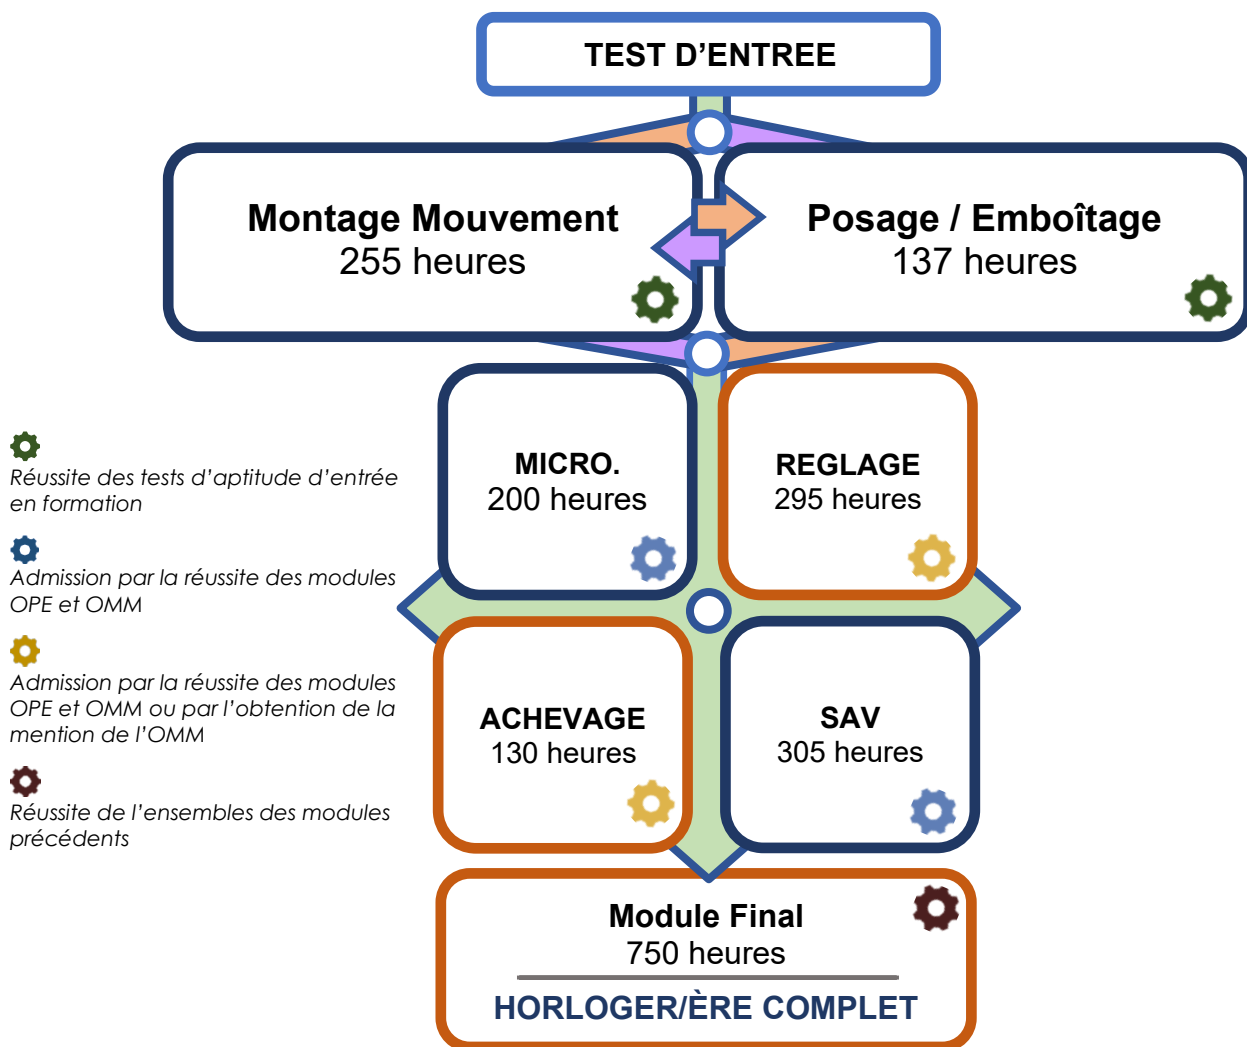 TEST D’ENTREE
Montage Mouvement
255 heures
Posage / Emboîtage
137 heures
MICRO.
200 heures
REGLAGE
295 heures
Réussite des tests d’aptitude d’entrée
en formation
Admission par la réussite des modules
OPE et OMM
Admission par la réussite des modules
OPE et OMM ou par l’obtention de la
mention de l’OMM
Réussite de l’ensembles des modules
précédents
ACHEVAGE
130 heures
SAV
305 heures
Module Final
750 heures
HORLOGER/ÈRE COMPLET